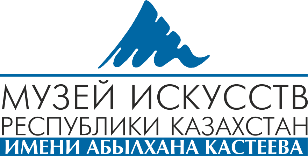 МУЗЕЙ ИСКУССТВ
РЕСПУБЛИКИ КАЗАХСТАН
ИМЕНИ АБЫЛХАНА КАСТЕЕВА